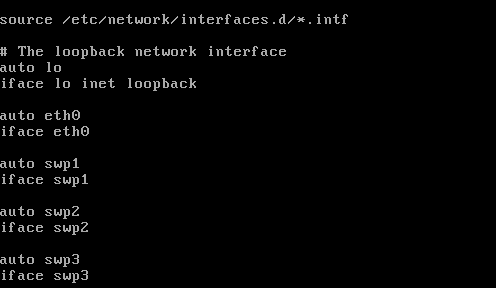 source /etc/network/interfaces.d/*.intf
# The loopback network interface
auto lo
iface lo inet loopback
auto eth0
iface eth0
auto swp1
iface swp1
auto swp2
iface swp2
auto swp3
iface swp3